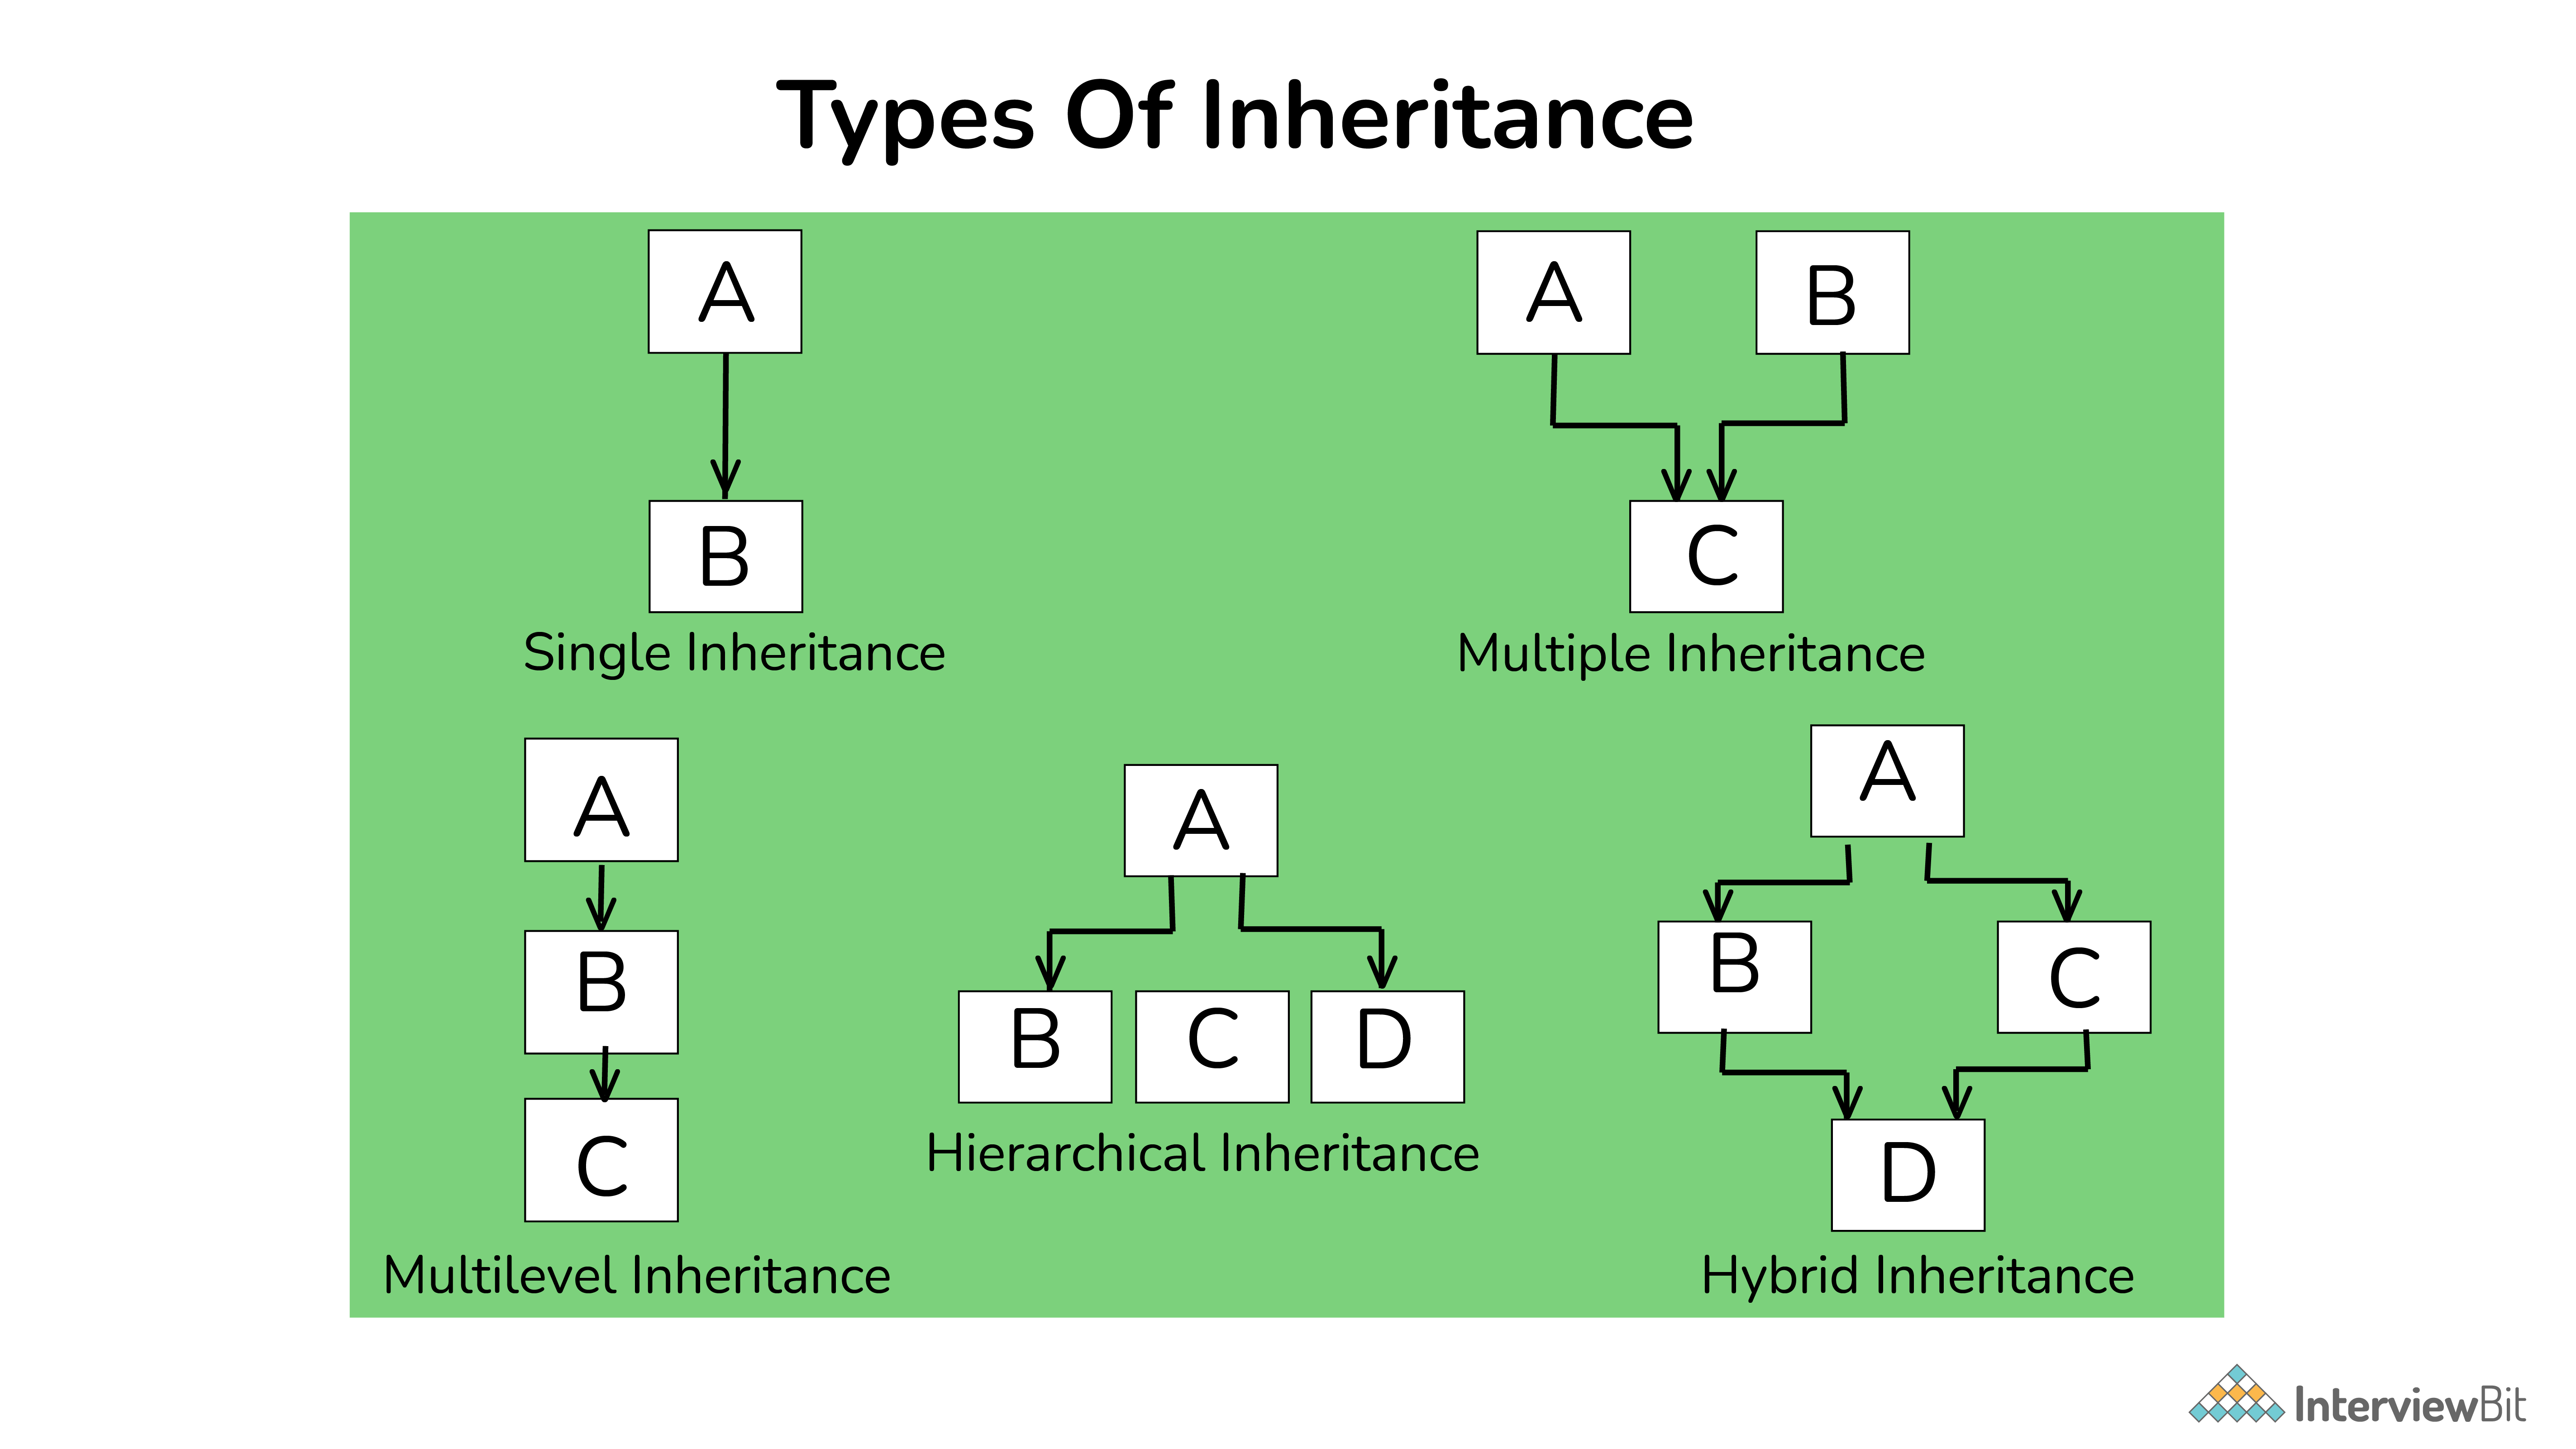 Types Of Inheritance
A
B
Single Inheritance
A B
C
Multiple Inheritance
A
B
C
Multilevel Inheritance
A
B C D
Hierarchical Inheritance
A
B C
D
Hybrid Inheritance
InterviewBit